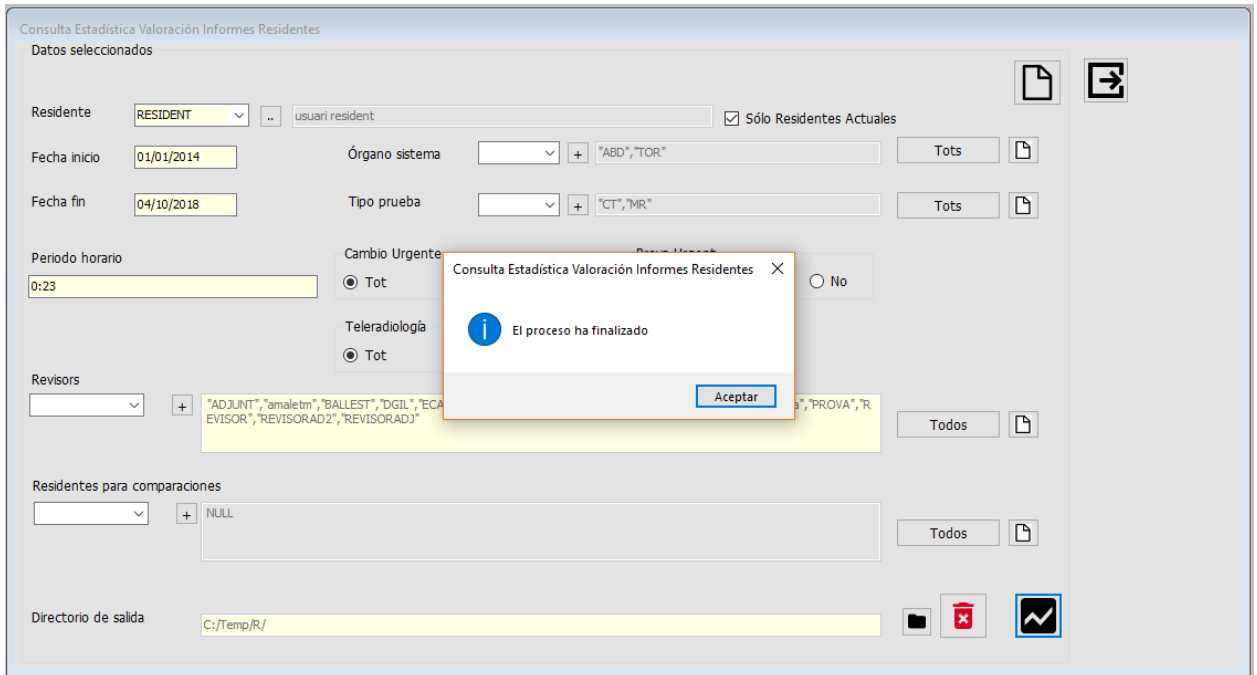 Consulta Estadística Valoración Informes Residentes
Datos seleccionados
Residente
RESIDENT
..
usuari resident
Sólo Residentes Actuales
Fecha inicio
01/01/2014
Órgano sistema
+
"ABD","TOR"
Tots
Fecha fin
04/10/2018
Tipo prueba
+
"CT","MR"
Tots
Periodo horario
0:23
Cambio Urgente
Tot
No
Teleradiología
Tot
Consulta Estadística Valoración Informes Residentes
El proceso ha finalizado
Aceptar
Revisors
+
"ADJUNT","amaletm","BALLEST","DGIL","ECA
","PROVA","R
EVISOR","REVISORAD2","REVISORADJ"
Todos
Residentes para comparaciones
+
NULL
Todos
Directorio de salida
C:/Temp/R/